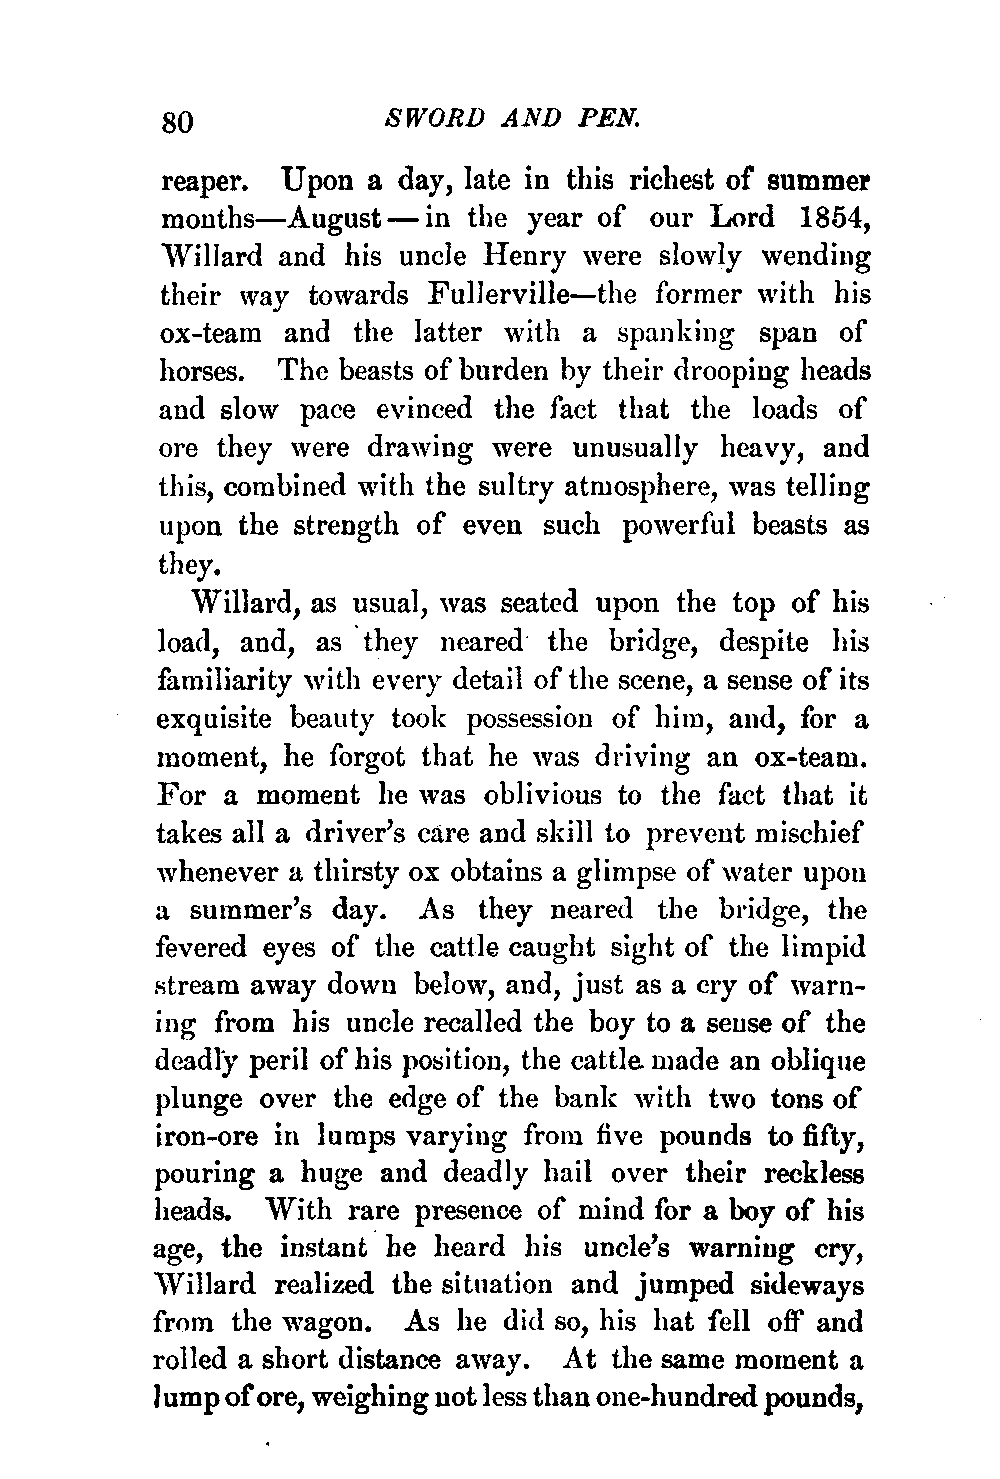 80 SWORD AND PEN.
reaper. Upon a day, late in this richest of summer
months—August — in the year of our Lord 1854,
Willard and his uncle Henry were slowly wending
their way towards Fullerville—the former with his
ox-team and the latter with a spanking span of
horses. The beasts of burden by their drooping heads
and slow pace evinced the fact that the loads of
ore they were drawing were unusually heavy, and
this, combined with the sultry atmosphere, was telling
upon the strength of even such powerful beasts as
they.
Willard, as usual, was seated upon the top of his
load, and, as they neared the bridge, despite his
familiarity with every detail of the scene, a sense of its
exquisite beauty took possession of him, and, for a
moment, he forgot that he was driving an ox-team.
For a moment he was oblivious to the fact that it
takes all a driver's care and skill to prevent mischief
whenever a thirsty ox obtains a glimpse of water upon
a summer's day. As they neared the bridge, the
fevered eyes of the cattle caught sight of the limpid
stream away down below, and, just as a cry of warn-
ing from his uncle recalled the boy to a sense of the
deadly peril of his position, the cattle made an oblique
plunge over the edge of the bank with two tons of
iron-ore in lumps varying from five pounds to fifty,
pouring a huge and deadly hail over their reckless
heads. With rare presence of mind for a boy of his
age, the instant he heard his uncle's warning cry,
Willard realized the situation and jumped sideways
from the wagon. As he did so, his hat fell off and
rolled a short distance away. At the same moment a
lump of ore, weighing not less than one-hundred pounds,